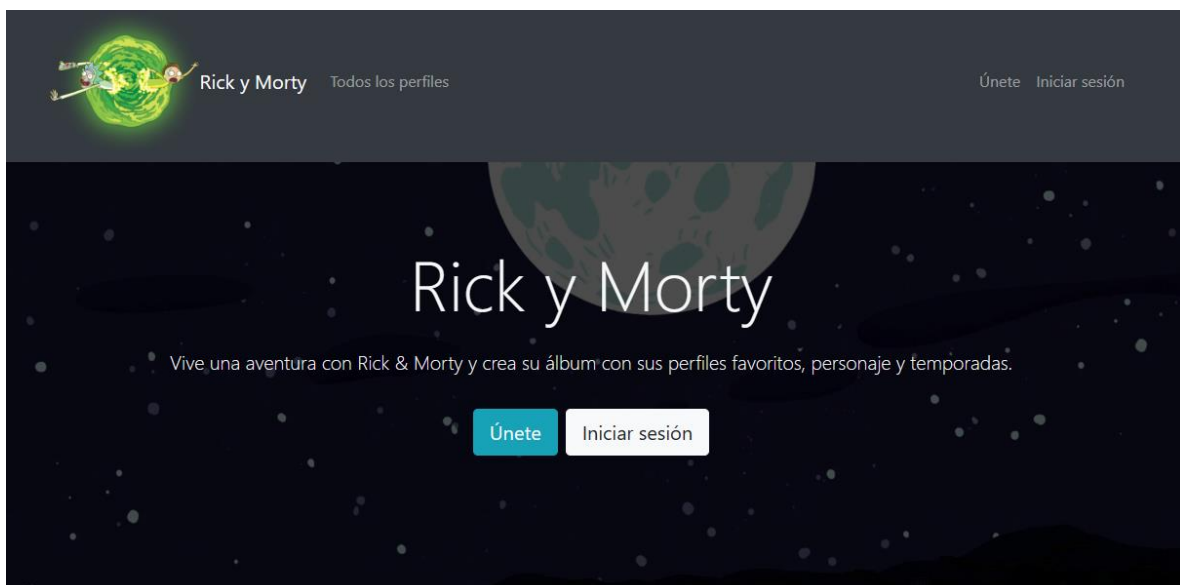 Rick y Morty Todos los perfiles Únete Iniciar sesión
Rick y Morty
Vive una aventura con Rick & Morty y crea su álbum con sus perfiles favoritos, personaje y temporadas.
Únete Iniciar sesión